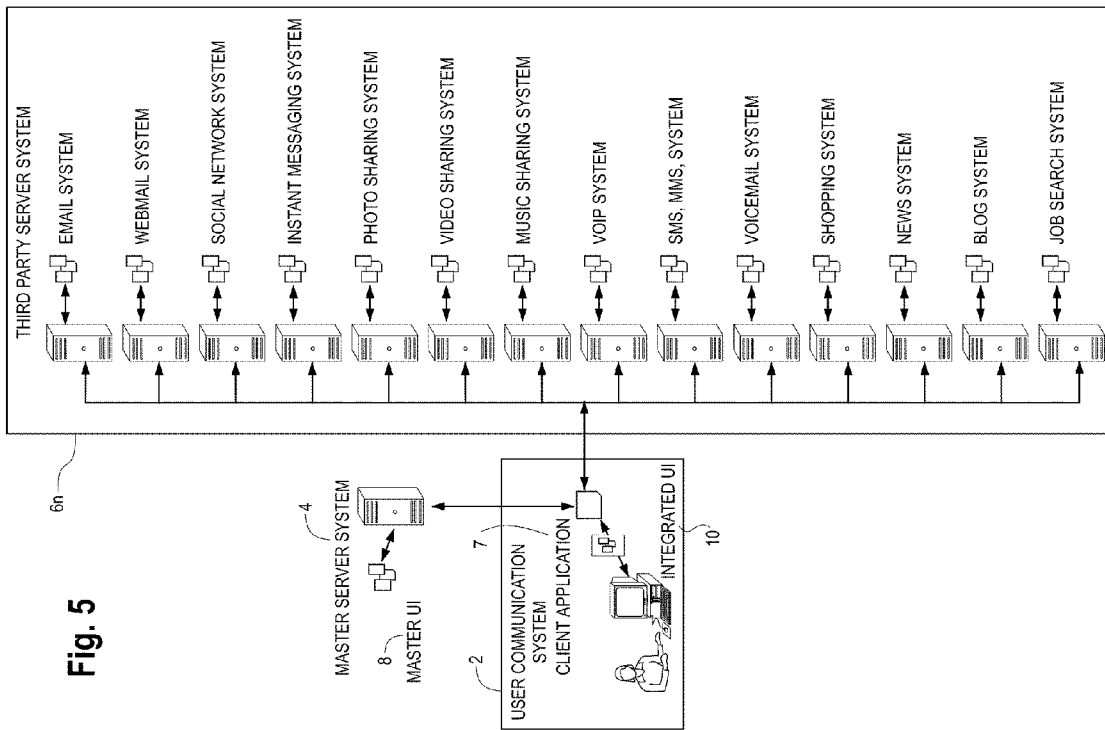 Fig. 5
THIRD PARTY SERVER SYSTEM
6n
EMAIL SYSTEM
WEBMAIL SYSTEM
SOCIAL NETWORK SYSTEM
INSTANT MESSAGING SYSTEM
PHOTO SHARING SYSTEM
VIDEO SHARING SYSTEM
MUSIC SHARING SYSTEM
VOIP SYSTEM
SMS, MMS, SYSTEM
VOICEMAIL SYSTEM
SHOPPING SYSTEM
NEWS SYSTEM
BLOG SYSTEM
JOB SEARCH SYSTEM
4
MASTER SERVER SYSTEM
8
MASTER UI
2
USER COMMUNICATION
SYSTEM
7
CLIENT APPLICATION
INTEGRATED UI
10